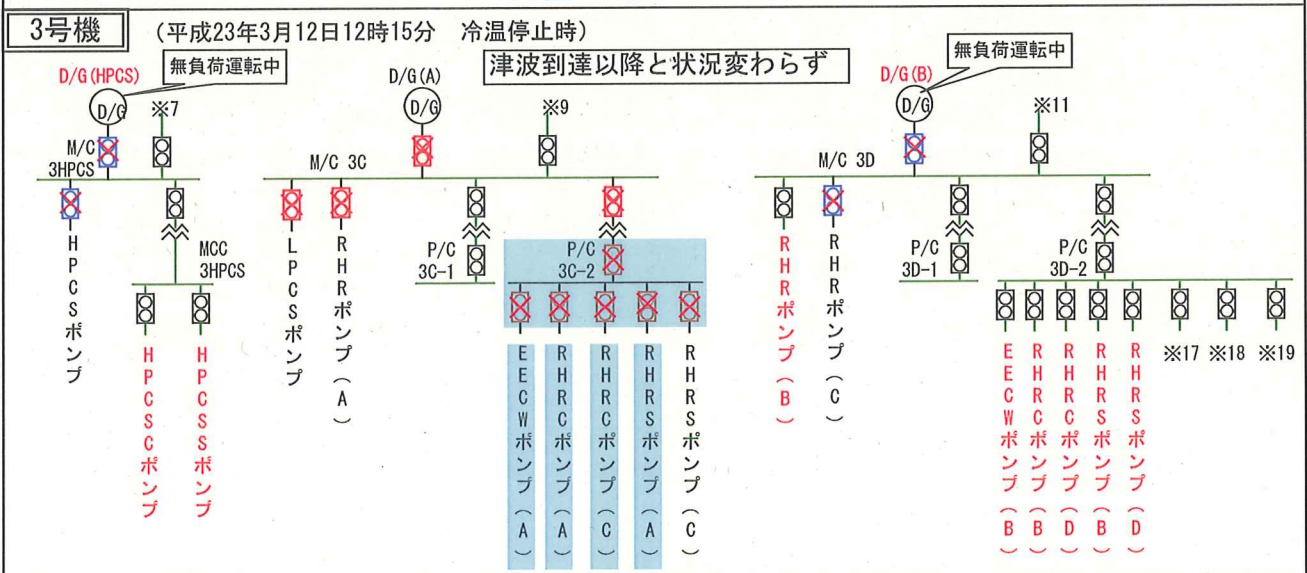 3号機
(平成23年3月12日12時15分 冷温停止時)
津波到達以降と状況変わらず
D/G(HPCS)
無負荷運転中
D/G
※7
M/C
3HPCS
HPCSポンプ
MCC
3HPCS
HPCSCポンプ
HPCSSポンプ
D/G(A)
D/G
※9
M/C 3C
LPCSポンプ
RHRポンプ(A)
P/C
3C-1
P/C
3C-2
EECWポンプ(A)
RHRCポンプ(A)
RHRCポンプ(C)
RHRSポンプ(A)
RHRSポンプ(C)
D/G(B)
無負荷運転中
D/G
※11
M/C 3D
RHRポンプ(B)
RHRポンプ(C)
P/C
3D-1
P/C
3D-2
EECWポンプ(B)
RHRCポンプ(B)
RHRCポンプ(D)
RHRSポンプ(B)
RHRSポンプ(D)
※17
※18
※19